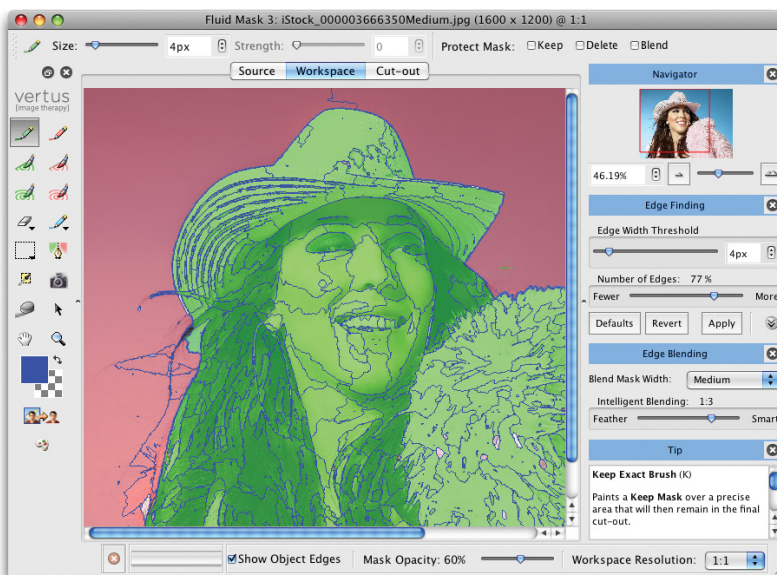 Fluid Mask 3: iStock_000003666350Medium.jpg (1600 x 1200) @ 1:1
Size: 4px Strength: 0 Protect Mask: Keep Delete Blend
Source Workspace Cut-out
vertus
[image therapy]
Navigator
46.19%
Edge Finding
Edge Width Threshold
4px
Number of Edges: 77 %
Fewer More
Defaults Revert Apply
Edge Blending
Blend Mask Width: Medium
Intelligent Blending: 1:3
Feather Smart
Tip
Keep Exact Brush (K)
Paints a Keep Mask over a precise
area that will then remain in the final
cut-out.
Show Object Edges Mask Opacity: 60% Workspace Resolution: 1:1